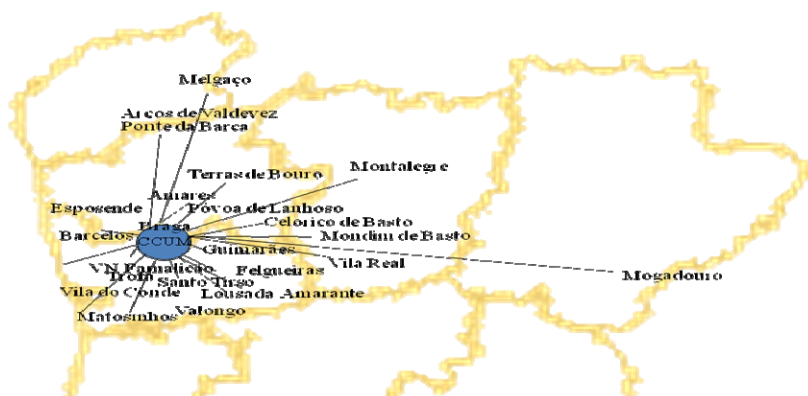 Melgaço
Arcos de Valdevez
Ponte da Barca
Montalegre
Terras de Bouro
Amares
Esposende
Póvoa de Lanhoso
Celorico de Basto
Braga
Barcelos
Mondim de Basto
CCUM
Guimarães
Vila Real
VN Famalicão
Felgueiras
Mogadouro
Trofa
Santo Tirso
Vila do Conde
Lousada
Amarante
Valongo
Matosinhos